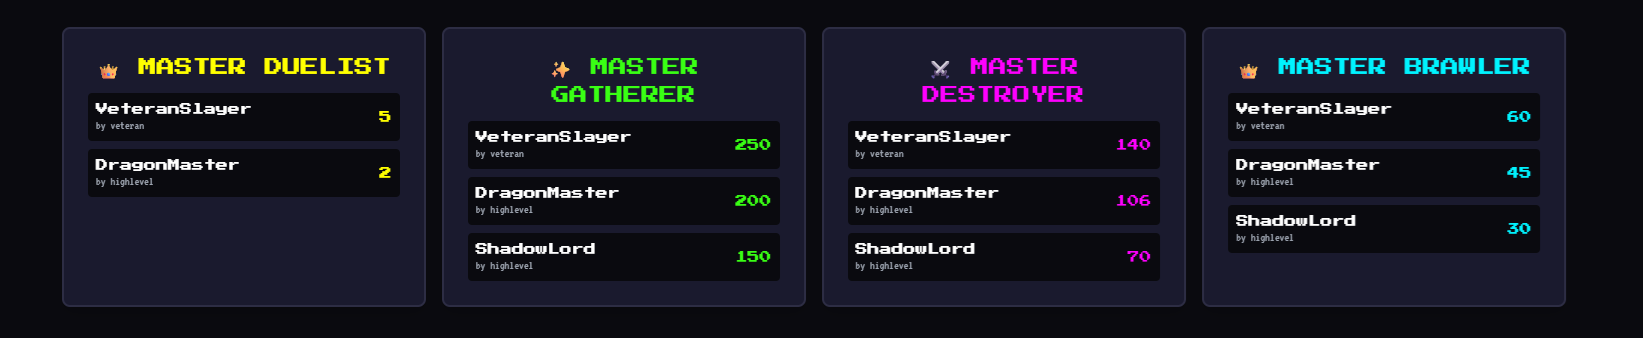 👑 MASTER DUELIST
VeteranSlayer
by veteran
5
DragonMaster
by highlevel
2
✨ MASTER
GATHERER
VeteranSlayer
by veteran
250
DragonMaster
by highlevel
200
ShadowLord
by highlevel
150
⚔️ MASTER
DESTROYER
VeteranSlayer
by veteran
140
DragonMaster
by highlevel
106
ShadowLord
by highlevel
70
👑 MASTER BRAWLER
VeteranSlayer
by veteran
60
DragonMaster
by highlevel
45
ShadowLord
by highlevel
30